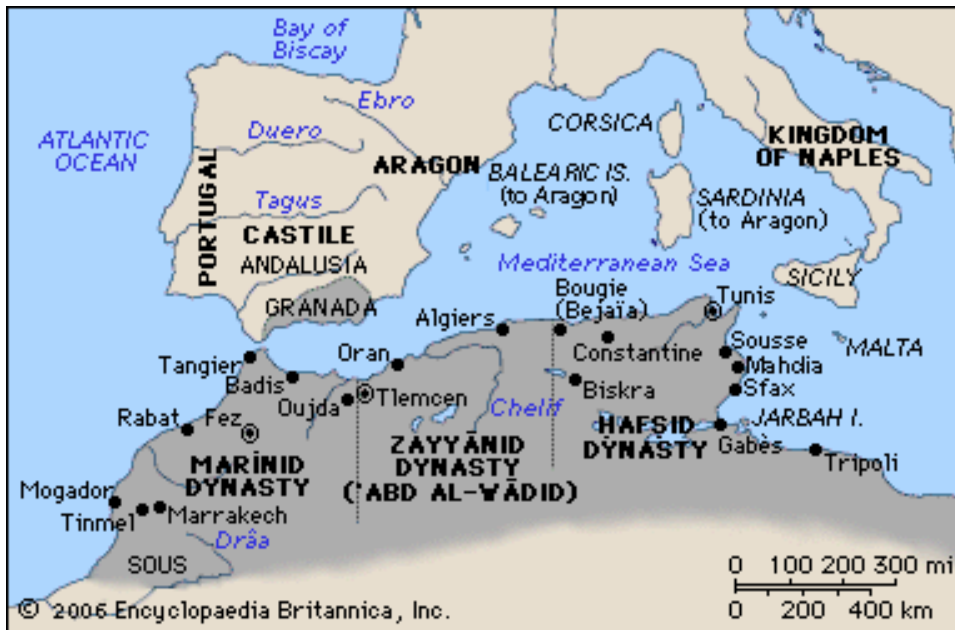 Bay of
Biscay
Ebro
ATLANTIC
OCEAN
Duero
CORSICA
KINGDOM
OF NAPLES
PORTUGAL
ARAGON
BALEARIC IS.
(to Aragon)
Tagus
SARDINIA
(to Aragon)
CASTILE
ANDALUSIA
Mediterranean Sea
GRANADA
SICILY
Bougie
(Bejaïa)
Tunis
Algiers
Tangier
Oran
Constantine
Sousse
MALTA
Badis
Mahdia
Oujda
Tlemcen
Biskra
Sfax
Rabat
Fez
Chelif
JARBAH I.
ḤAFṢID
DYNASTY
Gabès
ZAYYĀNID
DYNASTY
('ABD AL-WĀDID)
MARĪNID
DYNASTY
Tripoli
Mogador
Tinmel
Marrakech
Drâa
SOUS
0 100 200 300 mi
0 200 400 km
© 2006 Encyclopaedia Britannica, Inc.